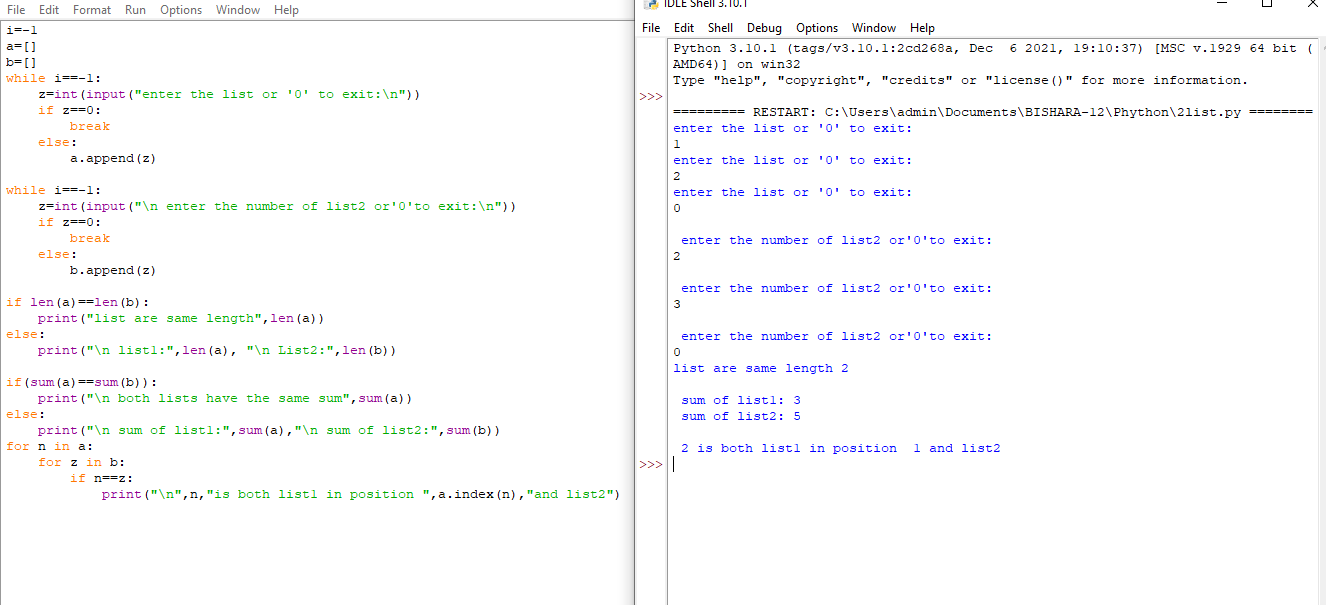 File Edit Format Run Options Window Help
i=-1
a=[]
b=[]
while i==-1:
    z=int(input("enter the list or '0' to exit:\n"))
    if z==0:
        break
    else:
        a.append(z)

while i==-1:
    z=int(input("\n enter the number of list2 or'0'to exit:\n"))
    if z==0:
        break
    else:
        b.append(z)

if len(a)==len(b):
    print("list are same length",len(a))
else:
    print("\n list1:",len(a), "\n List2:",len(b))

if(sum(a)==sum(b)):
    print("\n both lists have the same sum",sum(a))
else:
    print("\n sum of list1:",sum(a),"\n sum of list2:",sum(b))
for n in a:
    for z in b:
        if n==z:
            print("\n",n,"is both list1 in position ",a.index(n),"and list2")
IDLE Shell 3.10.1
File Edit Shell Debug Options Window Help
Python 3.10.1 (tags/v3.10.1:2cd268a, Dec  6 2021, 19:10:37) [MSC v.1929 64 bit (
AMD64)] on win32
Type "help", "copyright", "credits" or "license()" for more information.
>>>
========= RESTART: C:\Users\admin\Documents\BISHARA-12\Phython\2list.py ========
enter the list or '0' to exit:
1
enter the list or '0' to exit:
2
enter the list or '0' to exit:
0

 enter the number of list2 or'0'to exit:
2

 enter the number of list2 or'0'to exit:
3

 enter the number of list2 or'0'to exit:
0
list are same length 2

 sum of list1: 3
 sum of list2: 5

 2 is both list1 in position  1 and list2
>>>